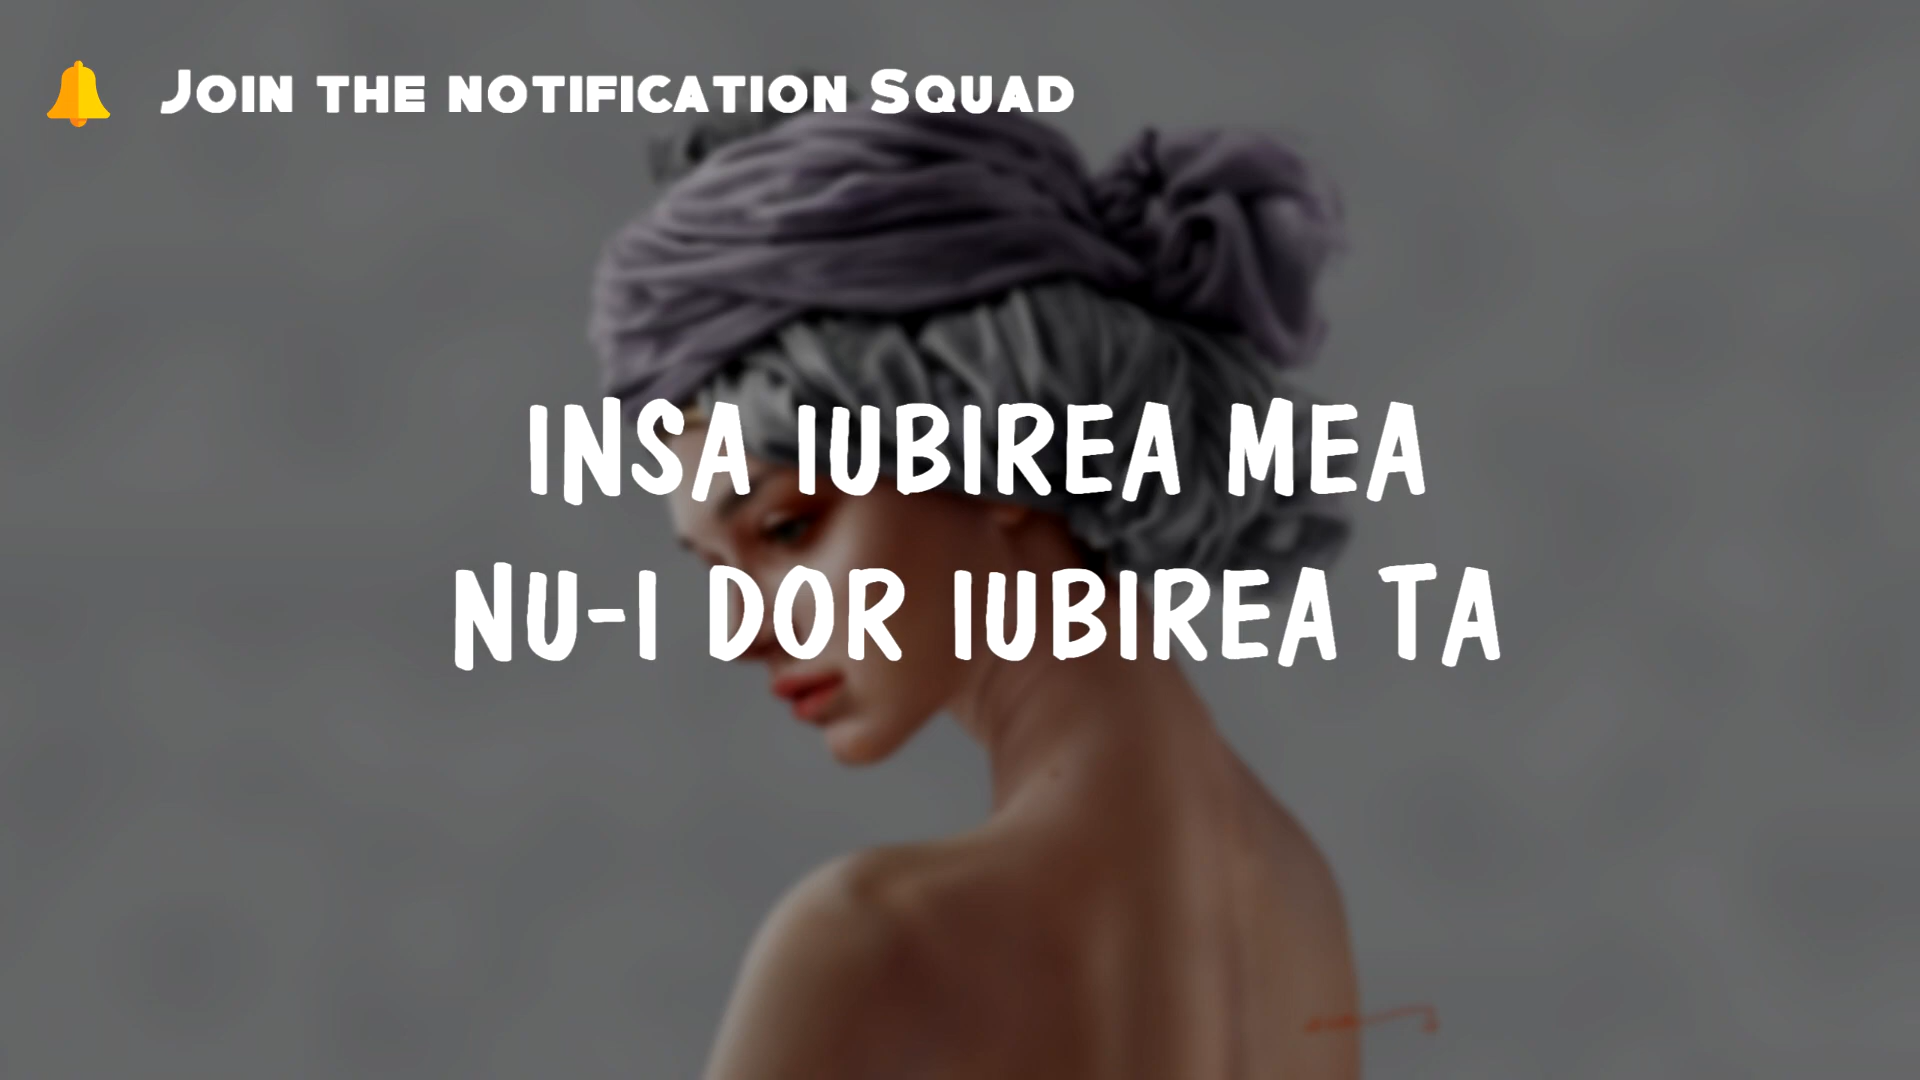 Join the notification Squad
INSA IUBIREA MEA
NU-I DOR IUBIREA TA